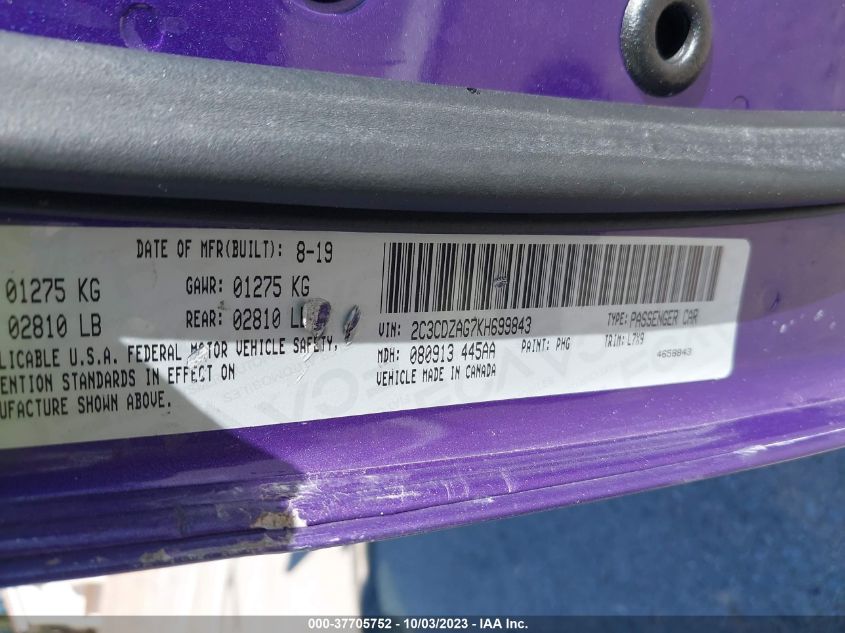 DATE OF MFR(BUILT): 8-19
01275 KG GAWR: 01275 KG
02810 LB REAR: 02810 LB
LICABLE U.S.A. FEDERAL MOTOR VEHICLE SAFETY,
ENTION STANDARDS IN EFFECT ON
UFACTURE SHOWN ABOVE.
VIN: 2C3CDZAG7KH699843 TYPE: PASSENGER CAR
MDH: 080913 445AA PAINT: PHG TRIM: L7X9
VEHICLE MADE IN CANADA 4659843
000-37705752 - 10/03/2023 - IAA Inc.